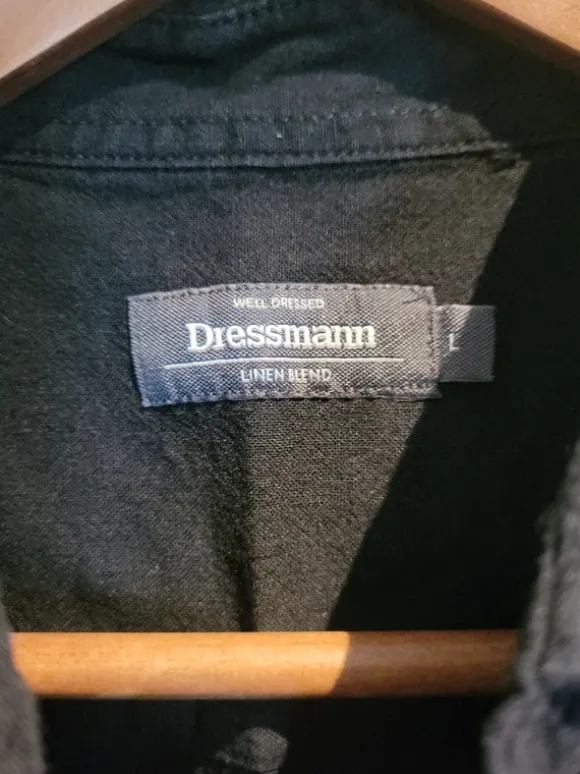 WELL DRESSED
Dressmann
L
LINEN BLEND